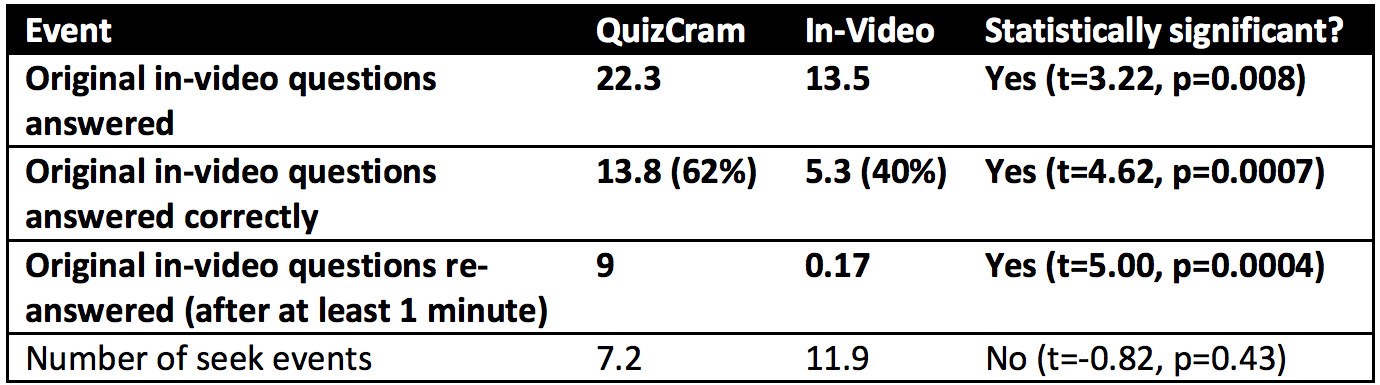 Event QuizCram In-Video Statistically significant?
Original in-video questions 22.3 13.5 Yes (t=3.22, p=0.008)
answered
Original in-video questions 13.8 (62%) 5.3 (40%) Yes (t=4.62, p=0.0007)
answered correctly
Original in-video questions re- 9 0.17 Yes (t=5.00, p=0.0004)
answered (after at least 1 minute)
Number of seek events 7.2 11.9 No (t=-0.82, p=0.43)